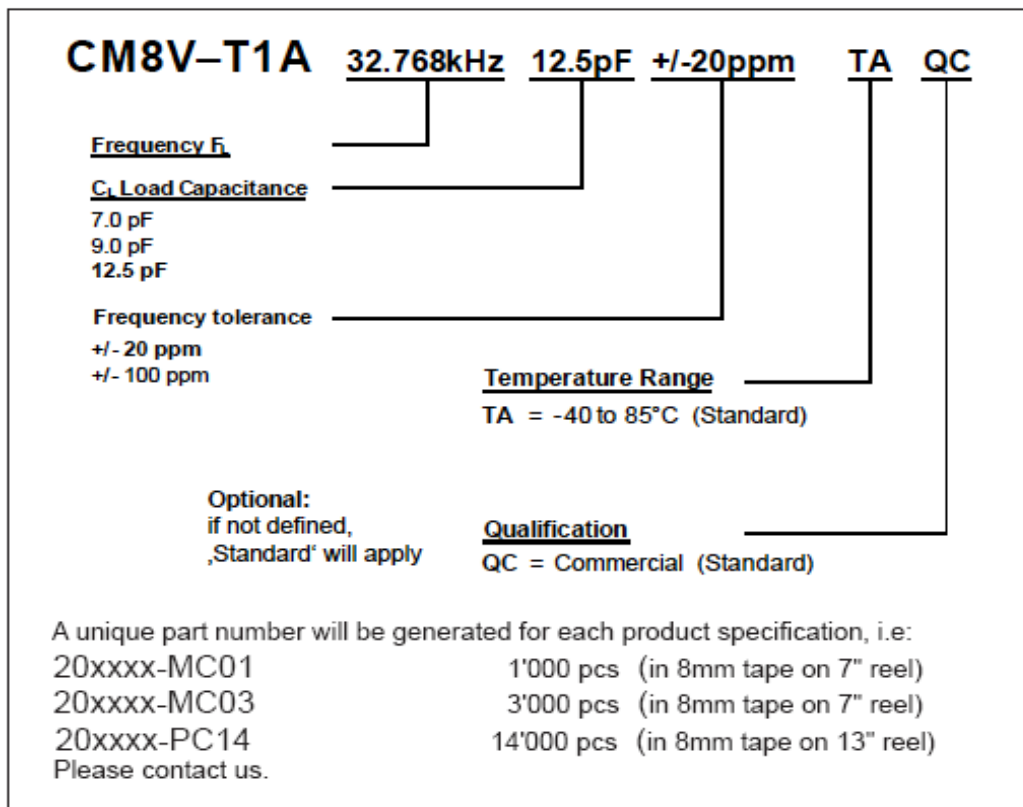 CM8V–T1A 32.768kHz 12.5pF +/-20ppm TA QC
Frequency FL
CL Load Capacitance
7.0 pF
9.0 pF
12.5 pF
Frequency tolerance
+/- 20 ppm
+/- 100 ppm
Temperature Range
TA = -40 to 85°C (Standard)
Optional:
if not defined,
‚Standard‘ will apply
Qualification
QC = Commercial (Standard)
A unique part number will be generated for each product specification, i.e:
20xxxx-MC01 1'000 pcs (in 8mm tape on 7" reel)
20xxxx-MC03 3'000 pcs (in 8mm tape on 7" reel)
20xxxx-PC14 14'000 pcs (in 8mm tape on 13" reel)
Please contact us.